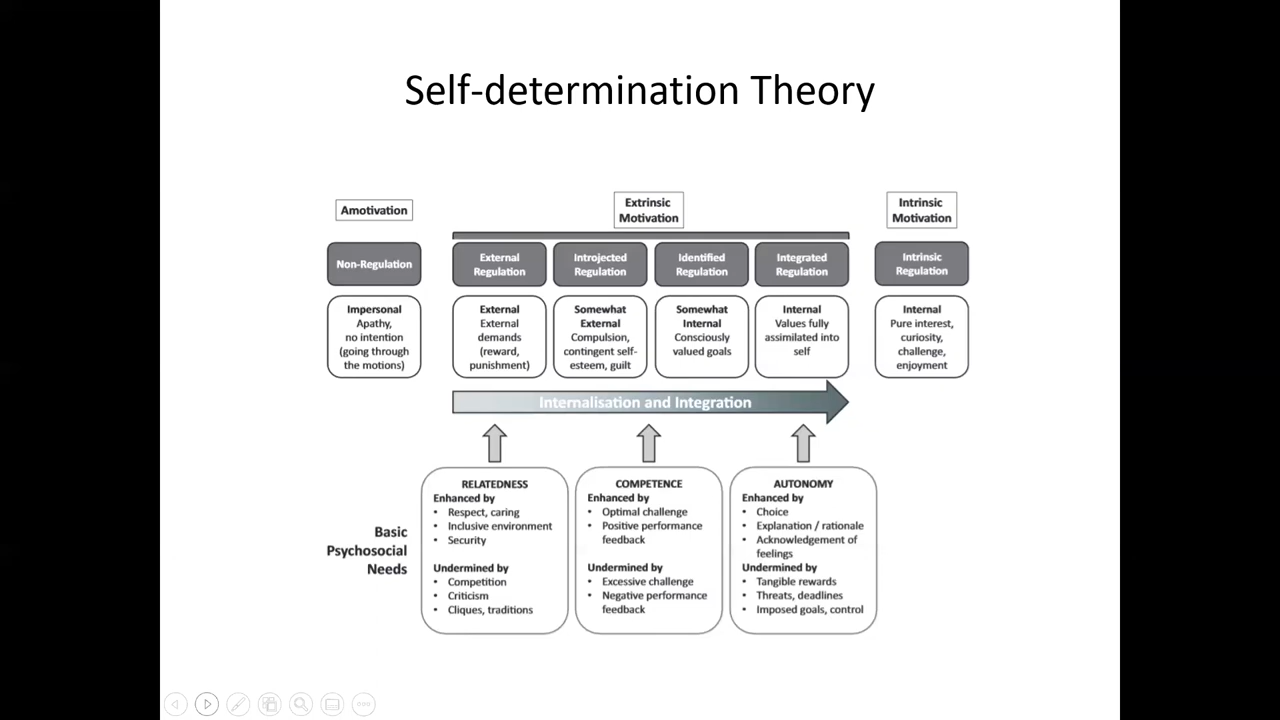 Self-determination Theory
Amotivation
Extrinsic
Motivation
Intrinsic
Motivation
Non-Regulation
External
Regulation
Introjected
Regulation
Identified
Regulation
Integrated
Regulation
Intrinsic
Regulation
Impersonal
Apathy,
no intention
(going through
the motions)
External
External
demands
(reward,
punishment)
Somewhat
External
Compulsion,
contingent self-
esteem, guilt
Somewhat
Internal
Consciously
valued goals
Internal
Values fully
assimilated into
self
Internal
Pure interest,
curiosity,
challenge,
enjoyment
Internalisation and Integration
Basic
Psychosocial
Needs
RELATEDNESS
Enhanced by
• Respect, caring
• Inclusive environment
• Security
Undermined by
• Competition
• Criticism
• Cliques, traditions
COMPETENCE
Enhanced by
• Optimal challenge
• Positive performance
feedback
Undermined by
• Excessive challenge
• Negative performance
feedback
AUTONOMY
Enhanced by
• Choice
• Explanation / rationale
• Acknowledgement of
feelings
Undermined by
• Tangible rewards
• Threats, deadlines
• Imposed goals, control